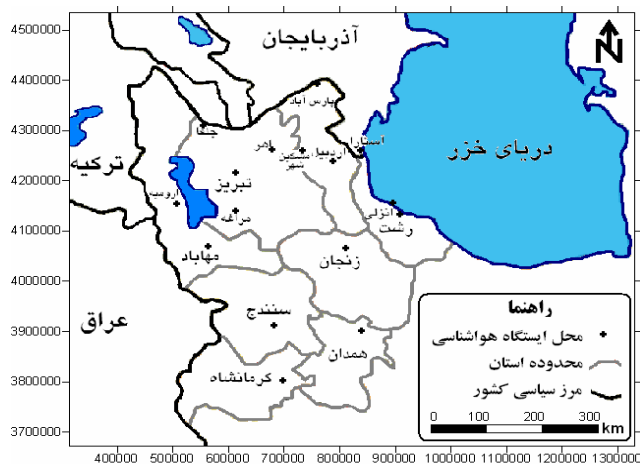 4500000
آذربایجان
N
4400000
پارس آباد
4300000
جلفا
اهر
مشکین
شهر
اردبیل
آستارا
دریای خزر
ترکیه
4200000
ارومیه
تبریز
مراغه
انزلی
رشت
4100000
مهاباد
زنجان
4000000
عراق
سنندج
3900000
همدان
کرمانشاه
3800000
3700000
راهنما
محل ایستگاه هواشناسی
محدوده استان
مرز سیاسی کشور
0 100 200 300
km
400000 500000 600000 700000 800000 900000 1000000 1100000 1200000 1300000